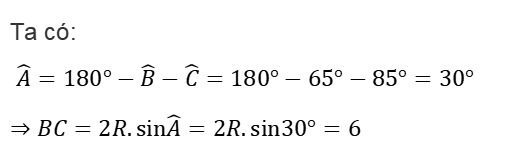 Ta có:
Â = 180° − B̂ − Ĉ = 180° − 65° − 85° = 30°
⇒ BC = 2R. sinÂ = 2R. sin30° = 6